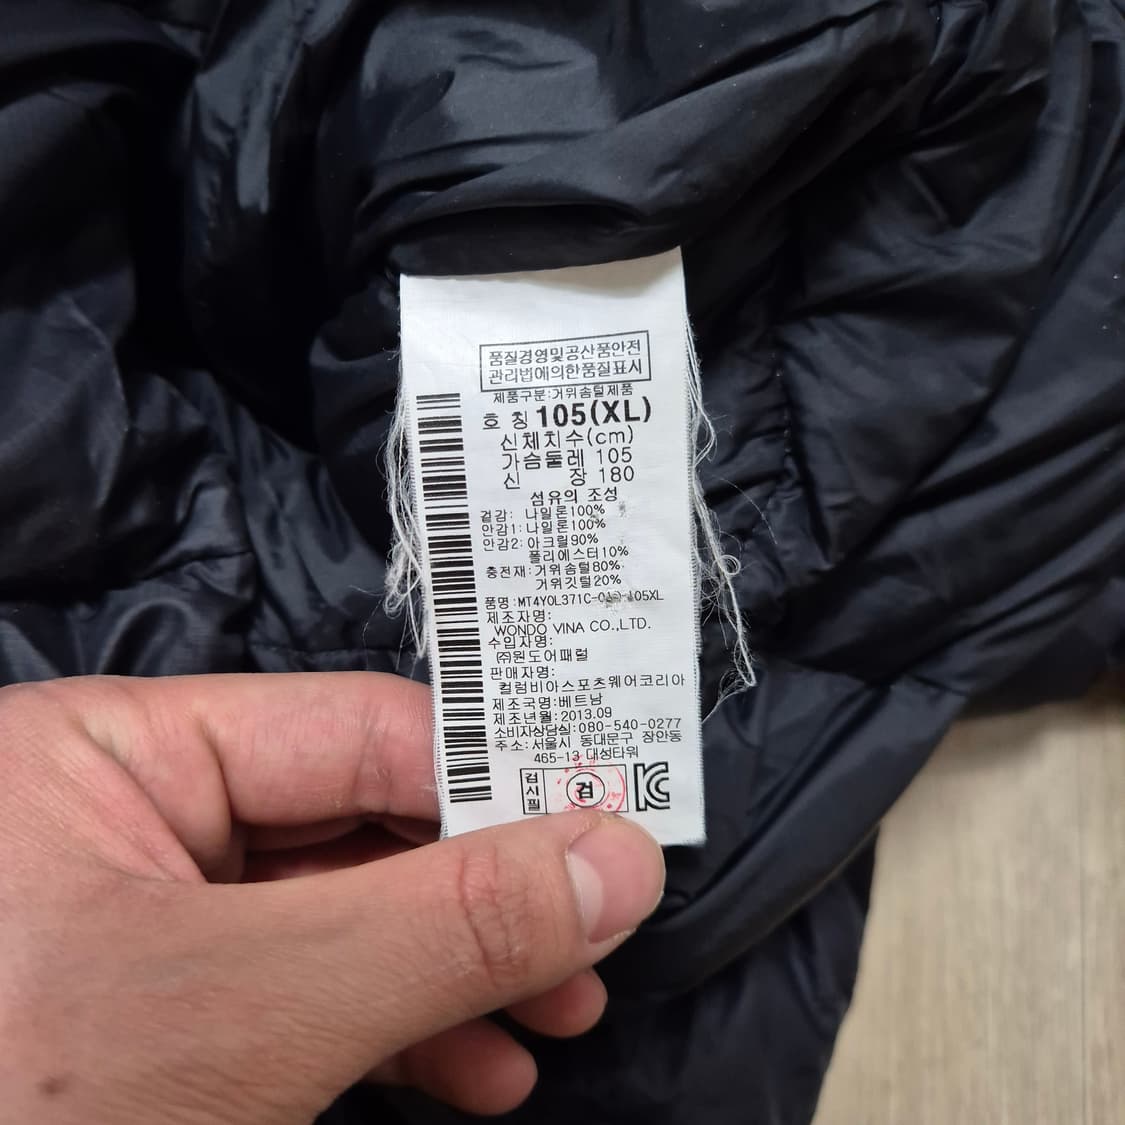 품질경영및공산품안전
관리법에의한품질표시
제품구분:거위솜털제품
호 칭 105(XL)
신체치수(cm)
가슴둘레 105
신 장 180
섬유의 조성
겉감: 나일론100%
안감1: 나일론100%
안감2: 아크릴90%
폴리에스터10%
충전재: 거위솜털80%
거위깃털20%
품명: 105XL
제조자명:
WONDO VINA CO.,LTD.
수입자명:
㈜원도어패럴
판매자명:
컬럼비아스포츠웨어코리아
제조국명:베트남
제조년월:2013.09
소비자상담실:080-540-0277
주소:서울시 동대문구 장안동
465-13 대성타워
검시필
검